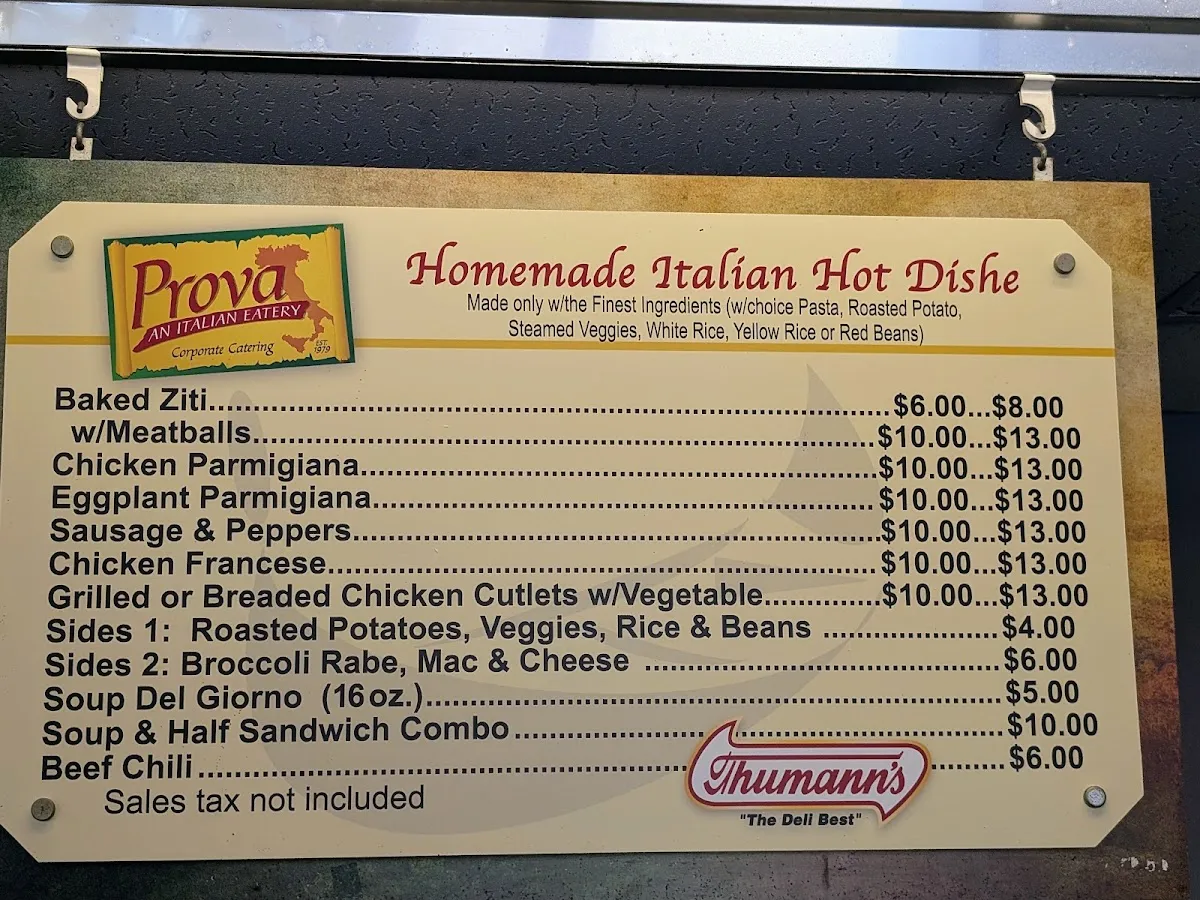 Prova
AN ITALIAN EATERY
Corporate Catering
EST.
1979
Homemade Italian Hot Dishe
Made only w/the Finest Ingredients (w/choice Pasta, Roasted Potato,
Steamed Veggies, White Rice, Yellow Rice or Red Beans)
Baked Ziti........................$6.00...$8.00
w/Meatballs........................$10.00...$13.00
Chicken Parmigiana........................$10.00...$13.00
Eggplant Parmigiana........................$10.00...$13.00
Sausage & Peppers........................$10.00...$13.00
Chicken Francese........................$10.00...$13.00
Grilled or Breaded Chicken Cutlets w/Vegetable.............$10.00...$13.00
Sides 1: Roasted Potatoes, Veggies, Rice & Beans ....................$4.00
Sides 2: Broccoli Rabe, Mac & Cheese ........................$6.00
Soup Del Giorno (16 oz.)........................$5.00
Soup & Half Sandwich Combo........................$10.00
Beef Chili........................$6.00
Sales tax not included
Thumann's
"The Deli Best"